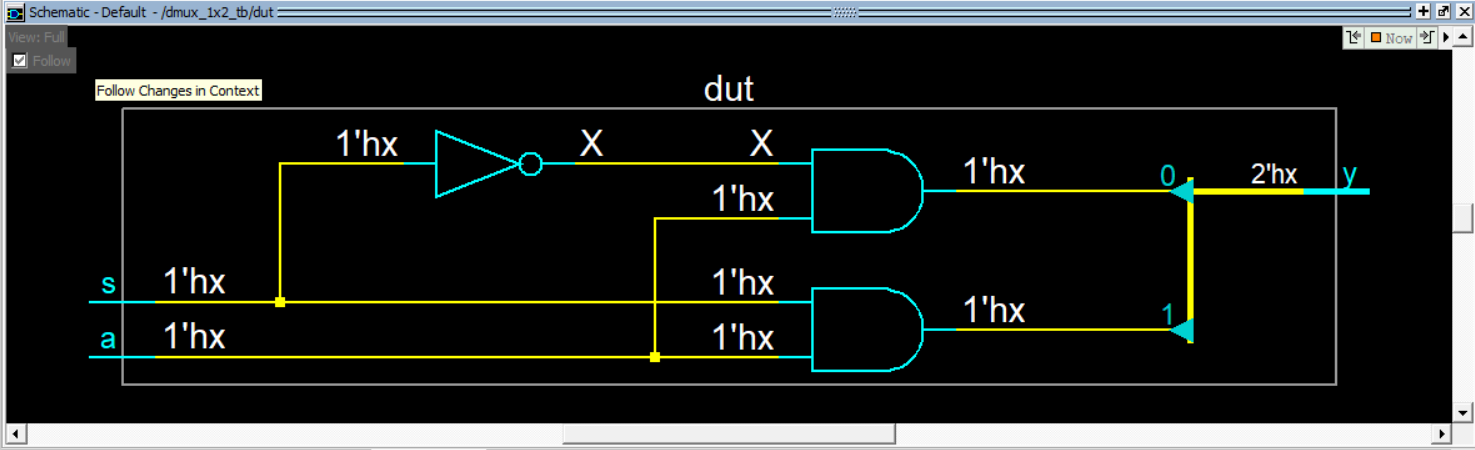 Schematic - Default - /dmux_1x2_tb/dut
View: Full
Now
Follow
Follow Changes in Context
dut
1'hx X X 1'hx 0 2'hx y
1'hx
s 1'hx 1'hx 1'hx 1
a 1'hx 1'hx